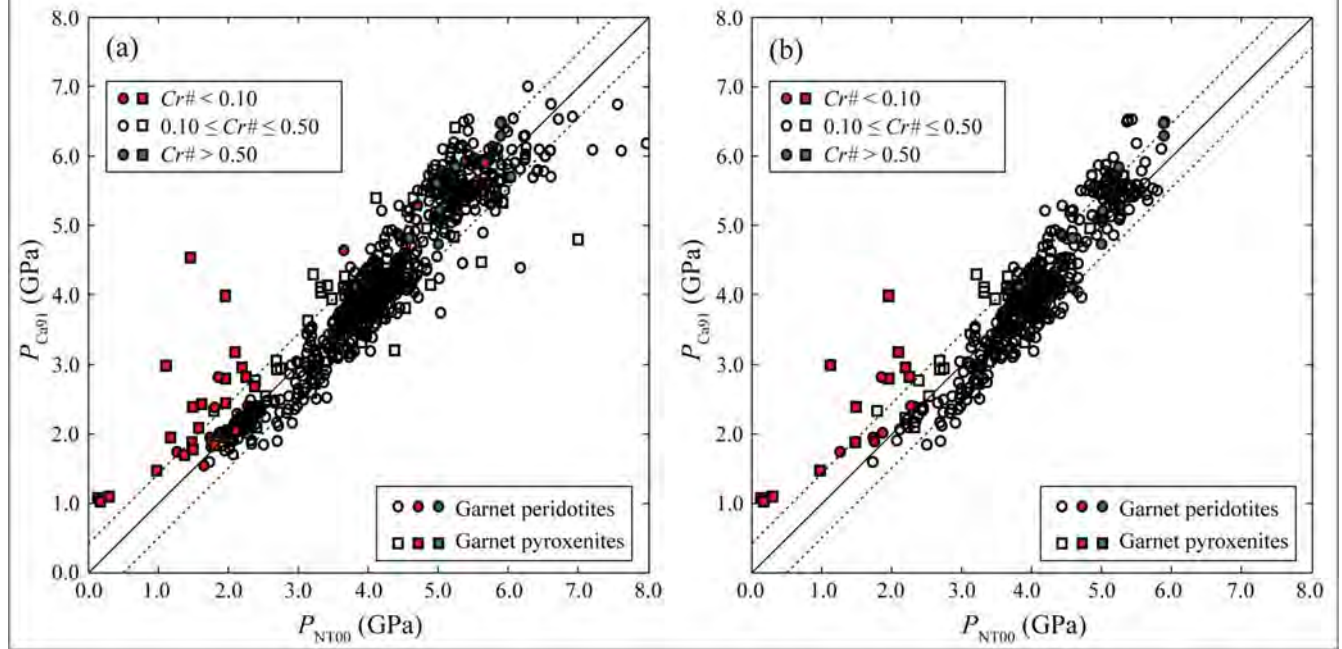 (a)
Cr# < 0.10
0.10 ≤ Cr# ≤ 0.50
Cr# > 0.50
Garnet peridotites
Garnet pyroxenites
8.0
7.0
6.0
5.0
4.0
3.0
2.0
1.0
0.0
P Ca91 (GPa)
0.0 1.0 2.0 3.0 4.0 5.0 6.0 7.0 8.0
P NT00 (GPa)
(b)
Cr# < 0.10
0.10 ≤ Cr# ≤ 0.50
Cr# > 0.50
Garnet peridotites
Garnet pyroxenites
8.0
7.0
6.0
5.0
4.0
3.0
2.0
1.0
0.0
P Ca91 (GPa)
0.0 1.0 2.0 3.0 4.0 5.0 6.0 7.0 8.0
P NT00 (GPa)